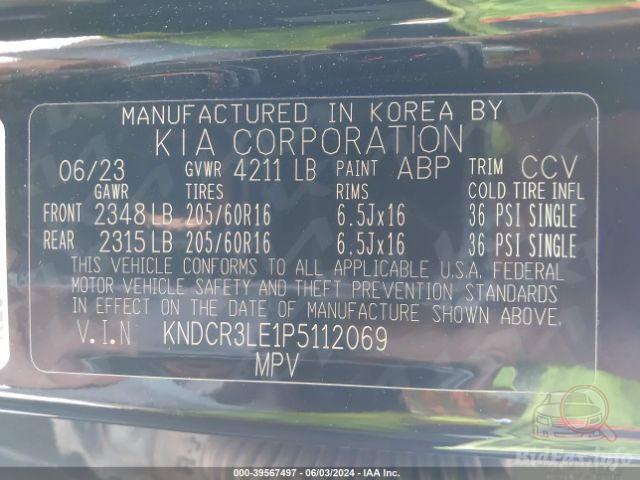 MANUFACTURED IN KOREA BY
KIA CORPORATION
06/23 GVWR 4211 LB PAINT ABP TRIM CCV
GAWR TIRES RIMS COLD TIRE INFL
FRONT 2348 LB 205/60R16 6.5Jx16 36 PSI SINGLE
REAR 2315 LB 205/60R16 6.5Jx16 36 PSI SINGLE
THIS VEHICLE CONFORMS TO ALL APPLICABLE U.S.A. FEDERAL
MOTOR VEHICLE SAFETY AND THEFT PREVENTION STANDARDS
IN EFFECT ON THE DATE OF MANUFACTURE SHOWN ABOVE.
V.I.N KNDCR3LE1P5112069
MPV
BidFax.info
000-39567497 - 06/03/2024 - IAA Inc.